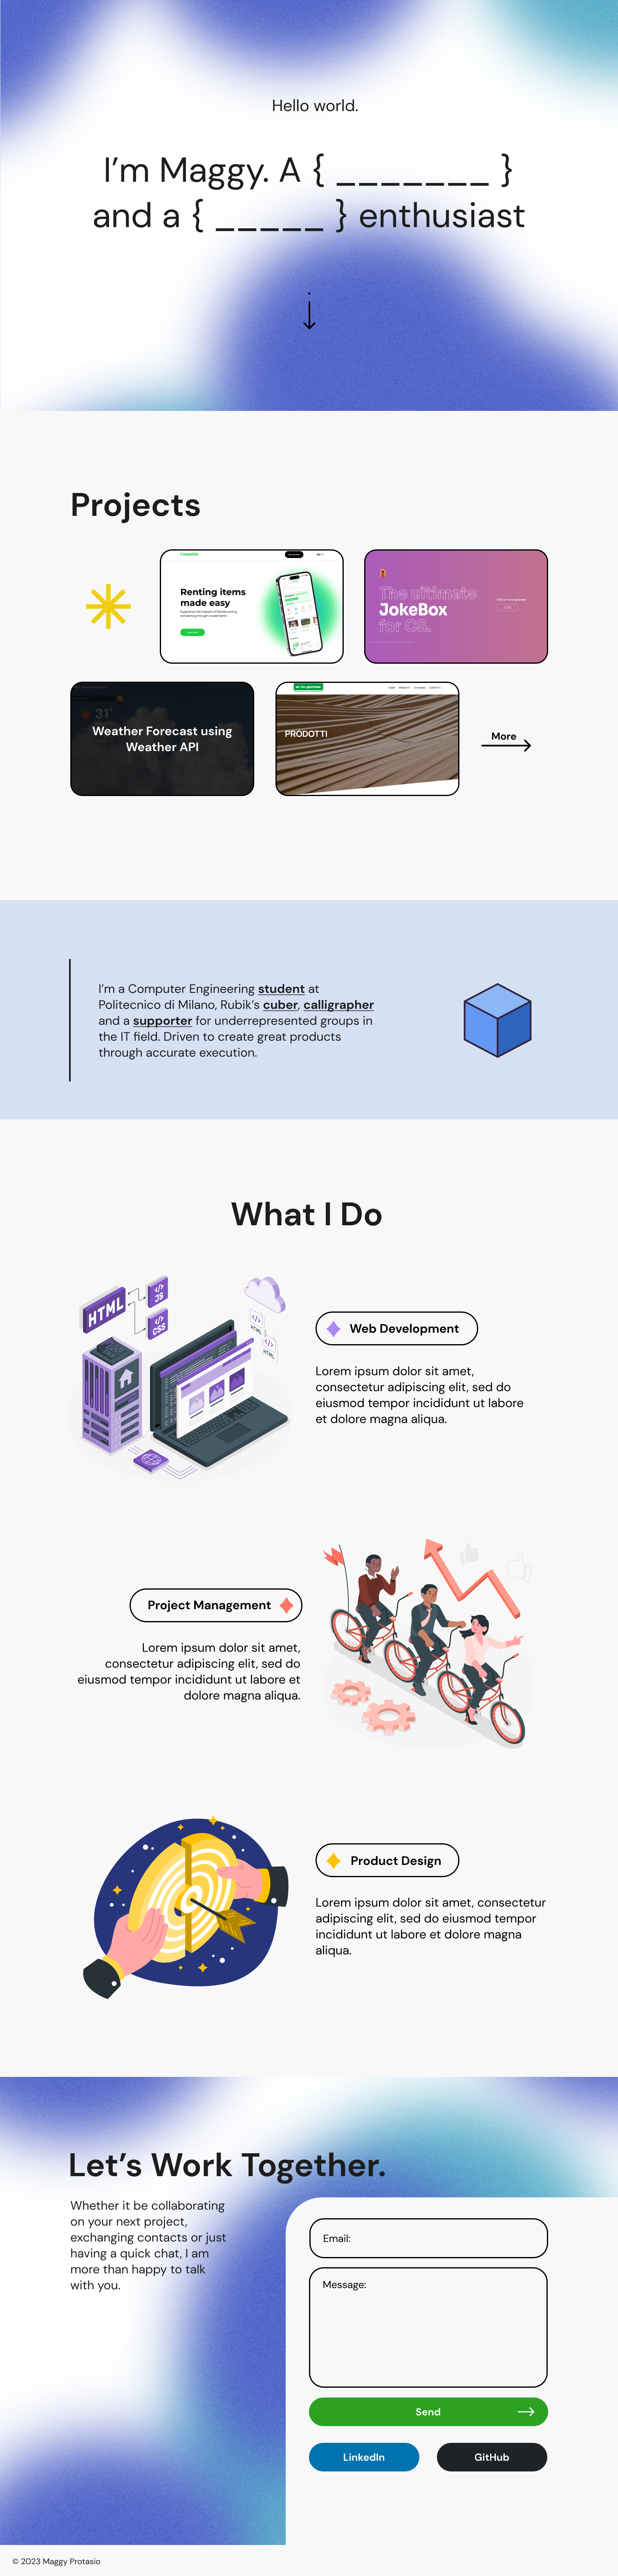 Hello world.
I’m Maggy. A { _______ }
and a { _____ } enthusiast
Projects
Renting items
made easy
The ultimate
JokeBox
for CS.
31°
Weather Forecast using
Weather API
PRODOTTI
More
I’m a Computer Engineering student at
Politecnico di Milano, Rubik’s cuber, calligrapher
and a supporter for underrepresented groups in
the IT field. Driven to create great products
through accurate execution.
What I Do
HTML
JS
CSS
HTML
HTML
Web Development
Lorem ipsum dolor sit amet,
consectetur adipiscing elit, sed do
eiusmod tempor incididunt ut labore
et dolore magna aliqua.
Project Management
Lorem ipsum dolor sit amet,
consectetur adipiscing elit, sed do
eiusmod tempor incididunt ut labore et
dolore magna aliqua.
Product Design
Lorem ipsum dolor sit amet, consectetur
adipiscing elit, sed do eiusmod tempor
incididunt ut labore et dolore magna
aliqua.
Let’s Work Together.
Whether it be collaborating
on your next project,
exchanging contacts or just
having a quick chat, I am
more than happy to talk
with you.
Email:
Message:
Send
LinkedIn
GitHub
© 2023 Maggy Protasio